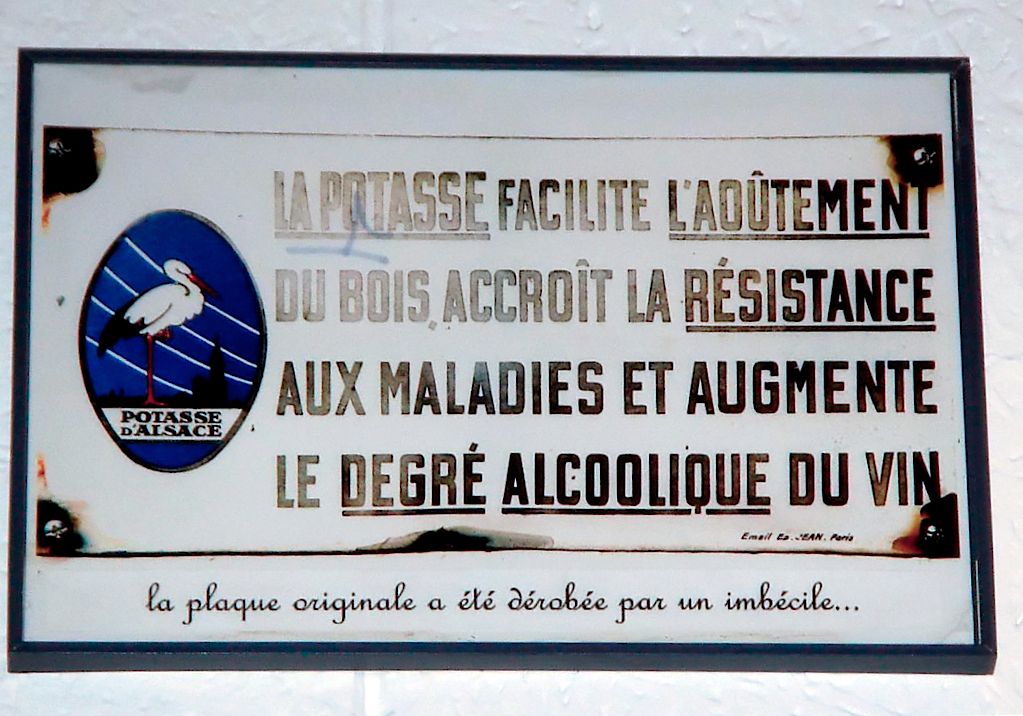 LA POTASSE FACILITE L'AOÛTEMENT
DU BOIS, ACCROÎT LA RÉSISTANCE
AUX MALADIES ET AUGMENTE
LE DEGRÉ ALCOOLIQUE DU VIN
POTASSE
D'ALSACE
Email Ed. JEAN. Paris
la plaque originale a été dérobée par un imbécile...